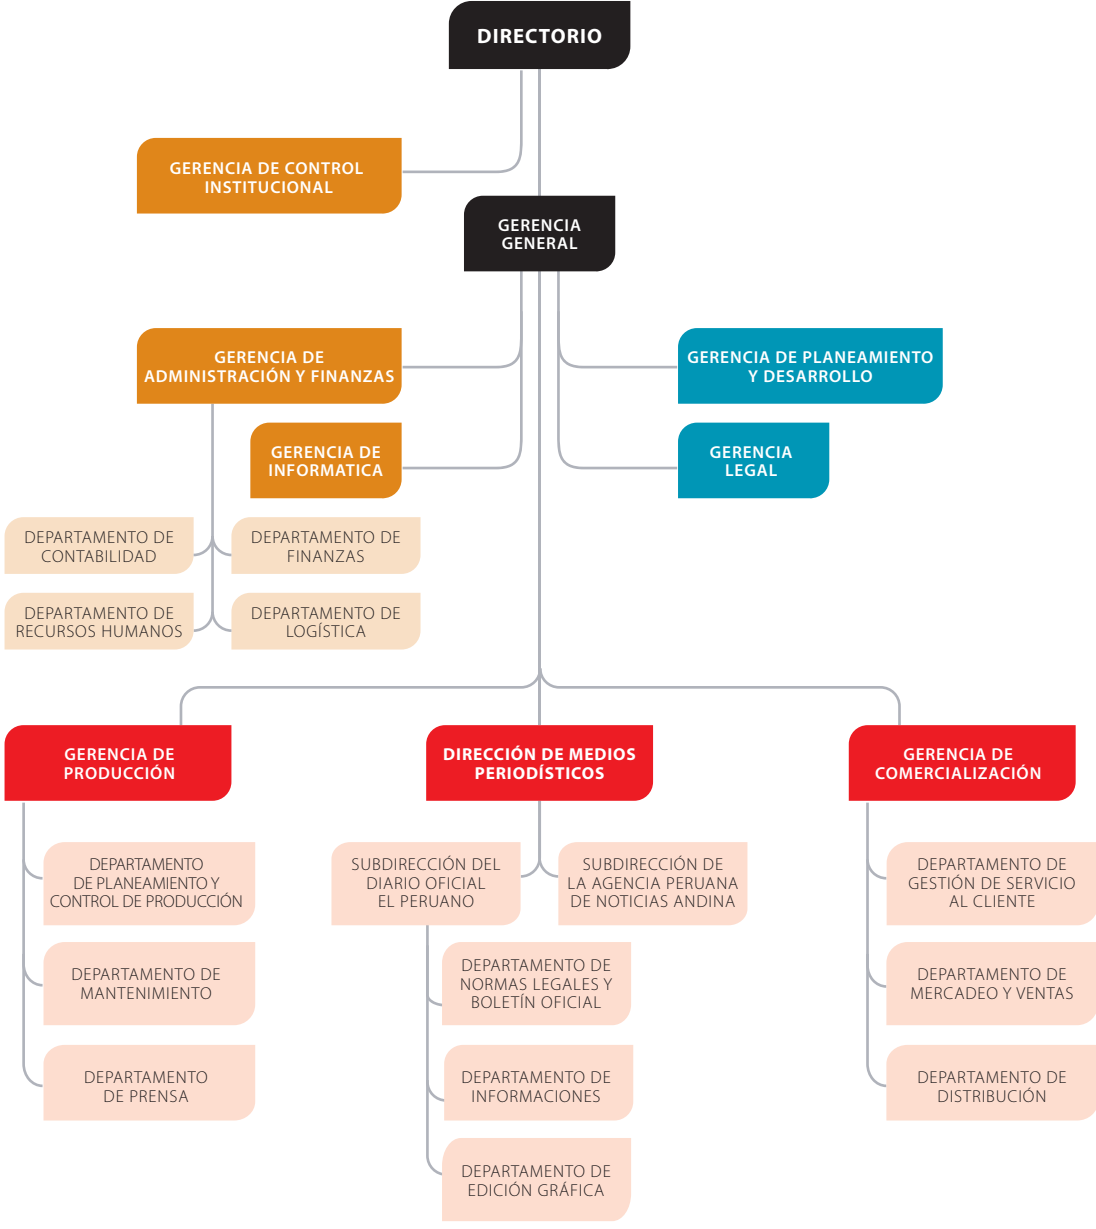 DIRECTORIO
GERENCIA DE CONTROL
INSTITUCIONAL
GERENCIA
GENERAL
GERENCIA DE
ADMINISTRACIÓN Y FINANZAS
GERENCIA DE PLANEAMIENTO
Y DESARROLLO
GERENCIA DE
INFORMATICA
GERENCIA
LEGAL
DEPARTAMENTO DE
CONTABILIDAD
DEPARTAMENTO DE
FINANZAS
DEPARTAMENTO DE
RECURSOS HUMANOS
DEPARTAMENTO DE
LOGÍSTICA
GERENCIA DE
PRODUCCIÓN
DIRECCIÓN DE MEDIOS
PERIODÍSTICOS
GERENCIA DE
COMERCIALIZACIÓN
DEPARTAMENTO
DE PLANEAMIENTO Y
CONTROL DE PRODUCCIÓN
SUBDIRECCIÓN DEL
DIARIO OFICIAL
EL PERUANO
SUBDIRECCIÓN DE
LA AGENCIA PERUANA
DE NOTICIAS ANDINA
DEPARTAMENTO DE
GESTIÓN DE SERVICIO
AL CLIENTE
DEPARTAMENTO DE
MANTENIMIENTO
DEPARTAMENTO DE
NORMAS LEGALES Y
BOLETÍN OFICIAL
DEPARTAMENTO DE
MERCADEO Y VENTAS
DEPARTAMENTO
DE PRENSA
DEPARTAMENTO DE
INFORMACIONES
DEPARTAMENTO DE
DISTRIBUCIÓN
DEPARTAMENTO DE
EDICIÓN GRÁFICA